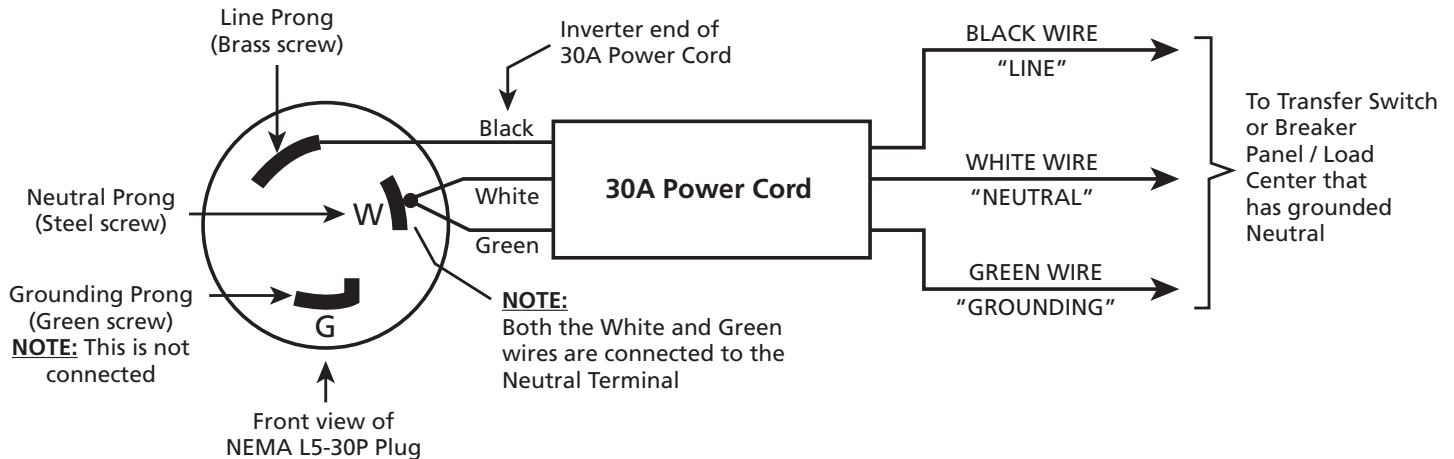 Line Prong
(Brass screw)
Inverter end of
30A Power Cord
BLACK WIRE
“LINE”
Black
To Transfer Switch
or Breaker
Panel / Load
Center that
has grounded
Neutral
Neutral Prong
(Steel screw)
W
White
30A Power Cord
WHITE WIRE
“NEUTRAL”
Green
GREEN WIRE
“GROUNDING”
Grounding Prong
(Green screw)
NOTE: This is not
connected
G
NOTE:
Both the White and Green
wires are connected to the
Neutral Terminal
Front view of
NEMA L5-30P Plug